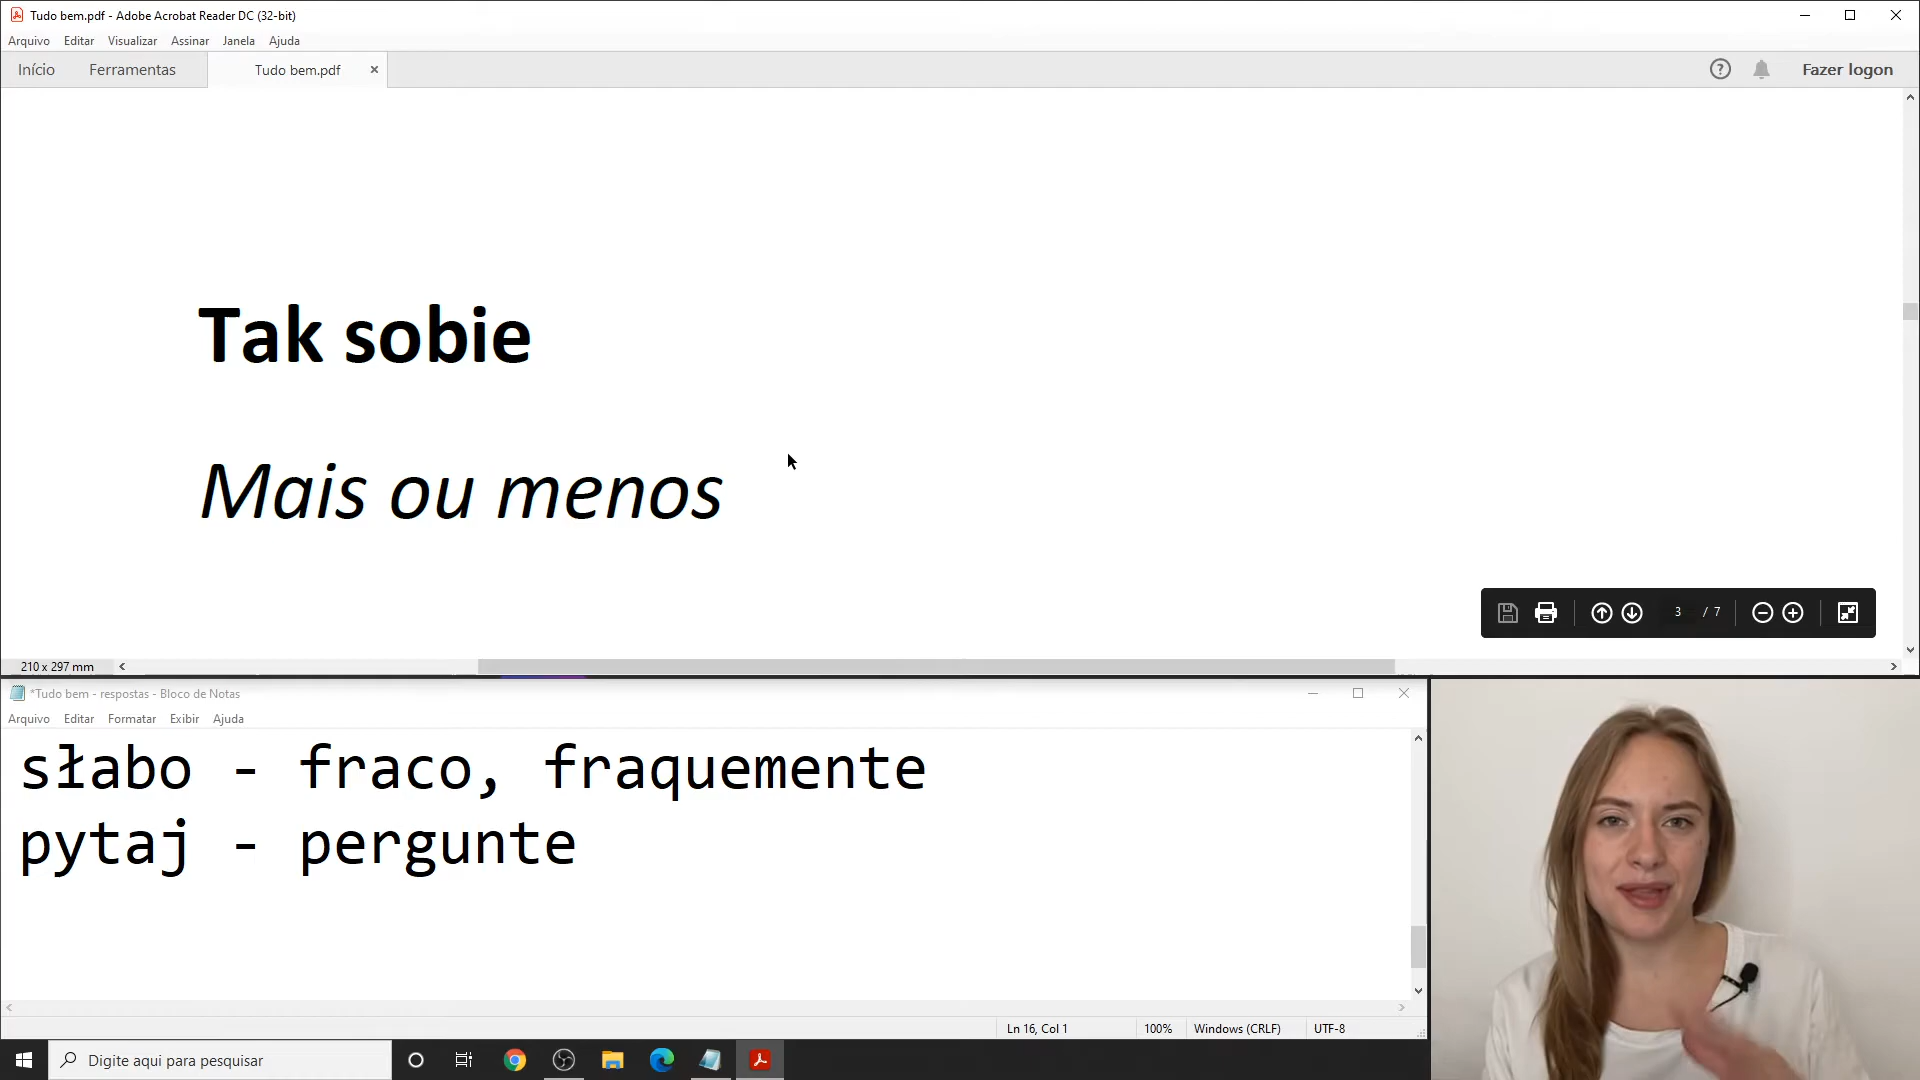 Tudo bem.pdf - Adobe Acrobat Reader DC (32-bit)
Arquivo Editar Visualizar Assinar Janela Ajuda
Início Ferramentas Tudo bem.pdf Fazer logon
Tak sobie
Mais ou menos
3 / 7
210 x 297 mm
*Tudo bem - respostas - Bloco de Notas
Arquivo Editar Formatar Exibir Ajuda
słabo - fraco, fraquemente
pytaj - pergunte
Ln 16, Col 1 100% Windows (CRLF) UTF-8
Digite aqui para pesquisar